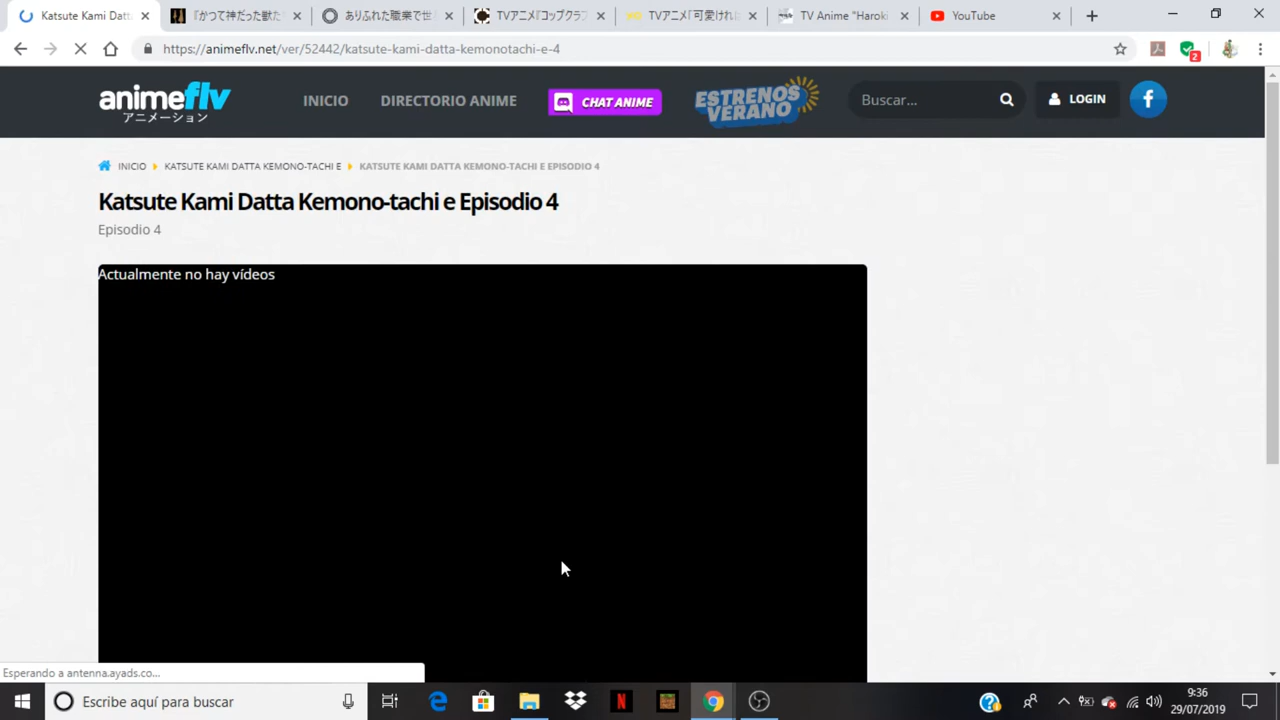 Katsute Kami Datt
『かつて神だった獣た
ありふれた職業で世
TVアニメ『コップクラフ
TVアニメ「可愛ければ
TV Anime "Haroki
YouTube
https://animeflv.net/ver/52442/katsute-kami-datta-kemonotachi-e-4
2
animeflv
アニメーション
INICIO
DIRECTORIO ANIME
CHAT ANIME
ESTRENOS
VERANO
Buscar...
LOGIN
INICIO
KATSUTE KAMI DATTA KEMONO-TACHI E
KATSUTE KAMI DATTA KEMONO-TACHI E EPISODIO 4
Katsute Kami Datta Kemono-tachi e Episodio 4
Episodio 4
Actualmente no hay vídeos
Esperando a antenna.ayads.co...
Escribe aquí para buscar
9:36
29/07/2019